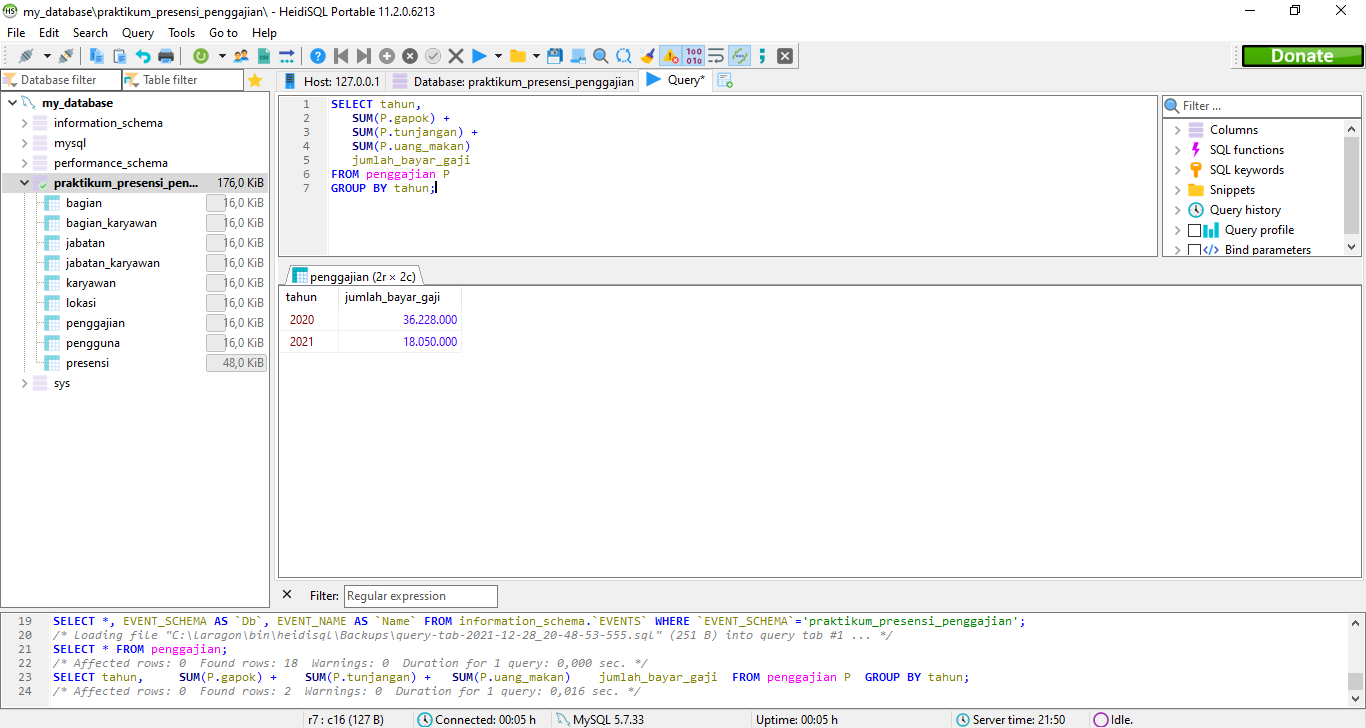 my_database\praktikum_presensi_penggajian\ - HeidiSQL Portable 11.2.0.6213
File Edit Search Query Tools Go to Help
Donate
Database filter Table filter
Host: 127.0.0.1 Database: praktikum_presensi_penggajian Query*
my_database
information_schema
mysql
performance_schema
praktikum_presensi_pen... 176,0 KiB
bagian 16,0 KiB
bagian_karyawan 16,0 KiB
jabatan 16,0 KiB
jabatan_karyawan 16,0 KiB
karyawan 16,0 KiB
lokasi 16,0 KiB
penggajian 16,0 KiB
pengguna 16,0 KiB
presensi 48,0 KiB
sys
1 SELECT tahun,
2 SUM(P.gapok) +
3 SUM(P.tunjangan) +
4 SUM(P.uang_makan)
5 jumlah_bayar_gaji
6 FROM penggajian P
7 GROUP BY tahun;
Filter ...
Columns
SQL functions
SQL keywords
Snippets
Query history
Query profile
Bind parameters
penggajian (2r × 2c)
tahun jumlah_bayar_gaji
2020 36.228.000
2021 18.050.000
Filter: Regular expression
19 SELECT *, EVENT_SCHEMA AS `Db`, EVENT_NAME AS `Name` FROM information_schema.`EVENTS` WHERE `EVENT_SCHEMA`='praktikum_presensi_penggajian';
20 /* Loading file "C:\laragon\bin\heidisql\Backups\query-tab-2021-12-28_20-48-53-555.sql" (251 B) into query tab #1 ... */
21 SELECT * FROM penggajian;
22 /* Affected rows: 0 Found rows: 18 Warnings: 0 Duration for 1 query: 0,000 sec. */
23 SELECT tahun, SUM(P.gapok) + SUM(P.tunjangan) + SUM(P.uang_makan) jumlah_bayar_gaji FROM penggajian P GROUP BY tahun;
24 /* Affected rows: 0 Found rows: 2 Warnings: 0 Duration for 1 query: 0,016 sec. */
r7 : c16 (127 B) Connected: 00:05 h MySQL 5.7.33 Uptime: 00:05 h Server time: 21:50 Idle.